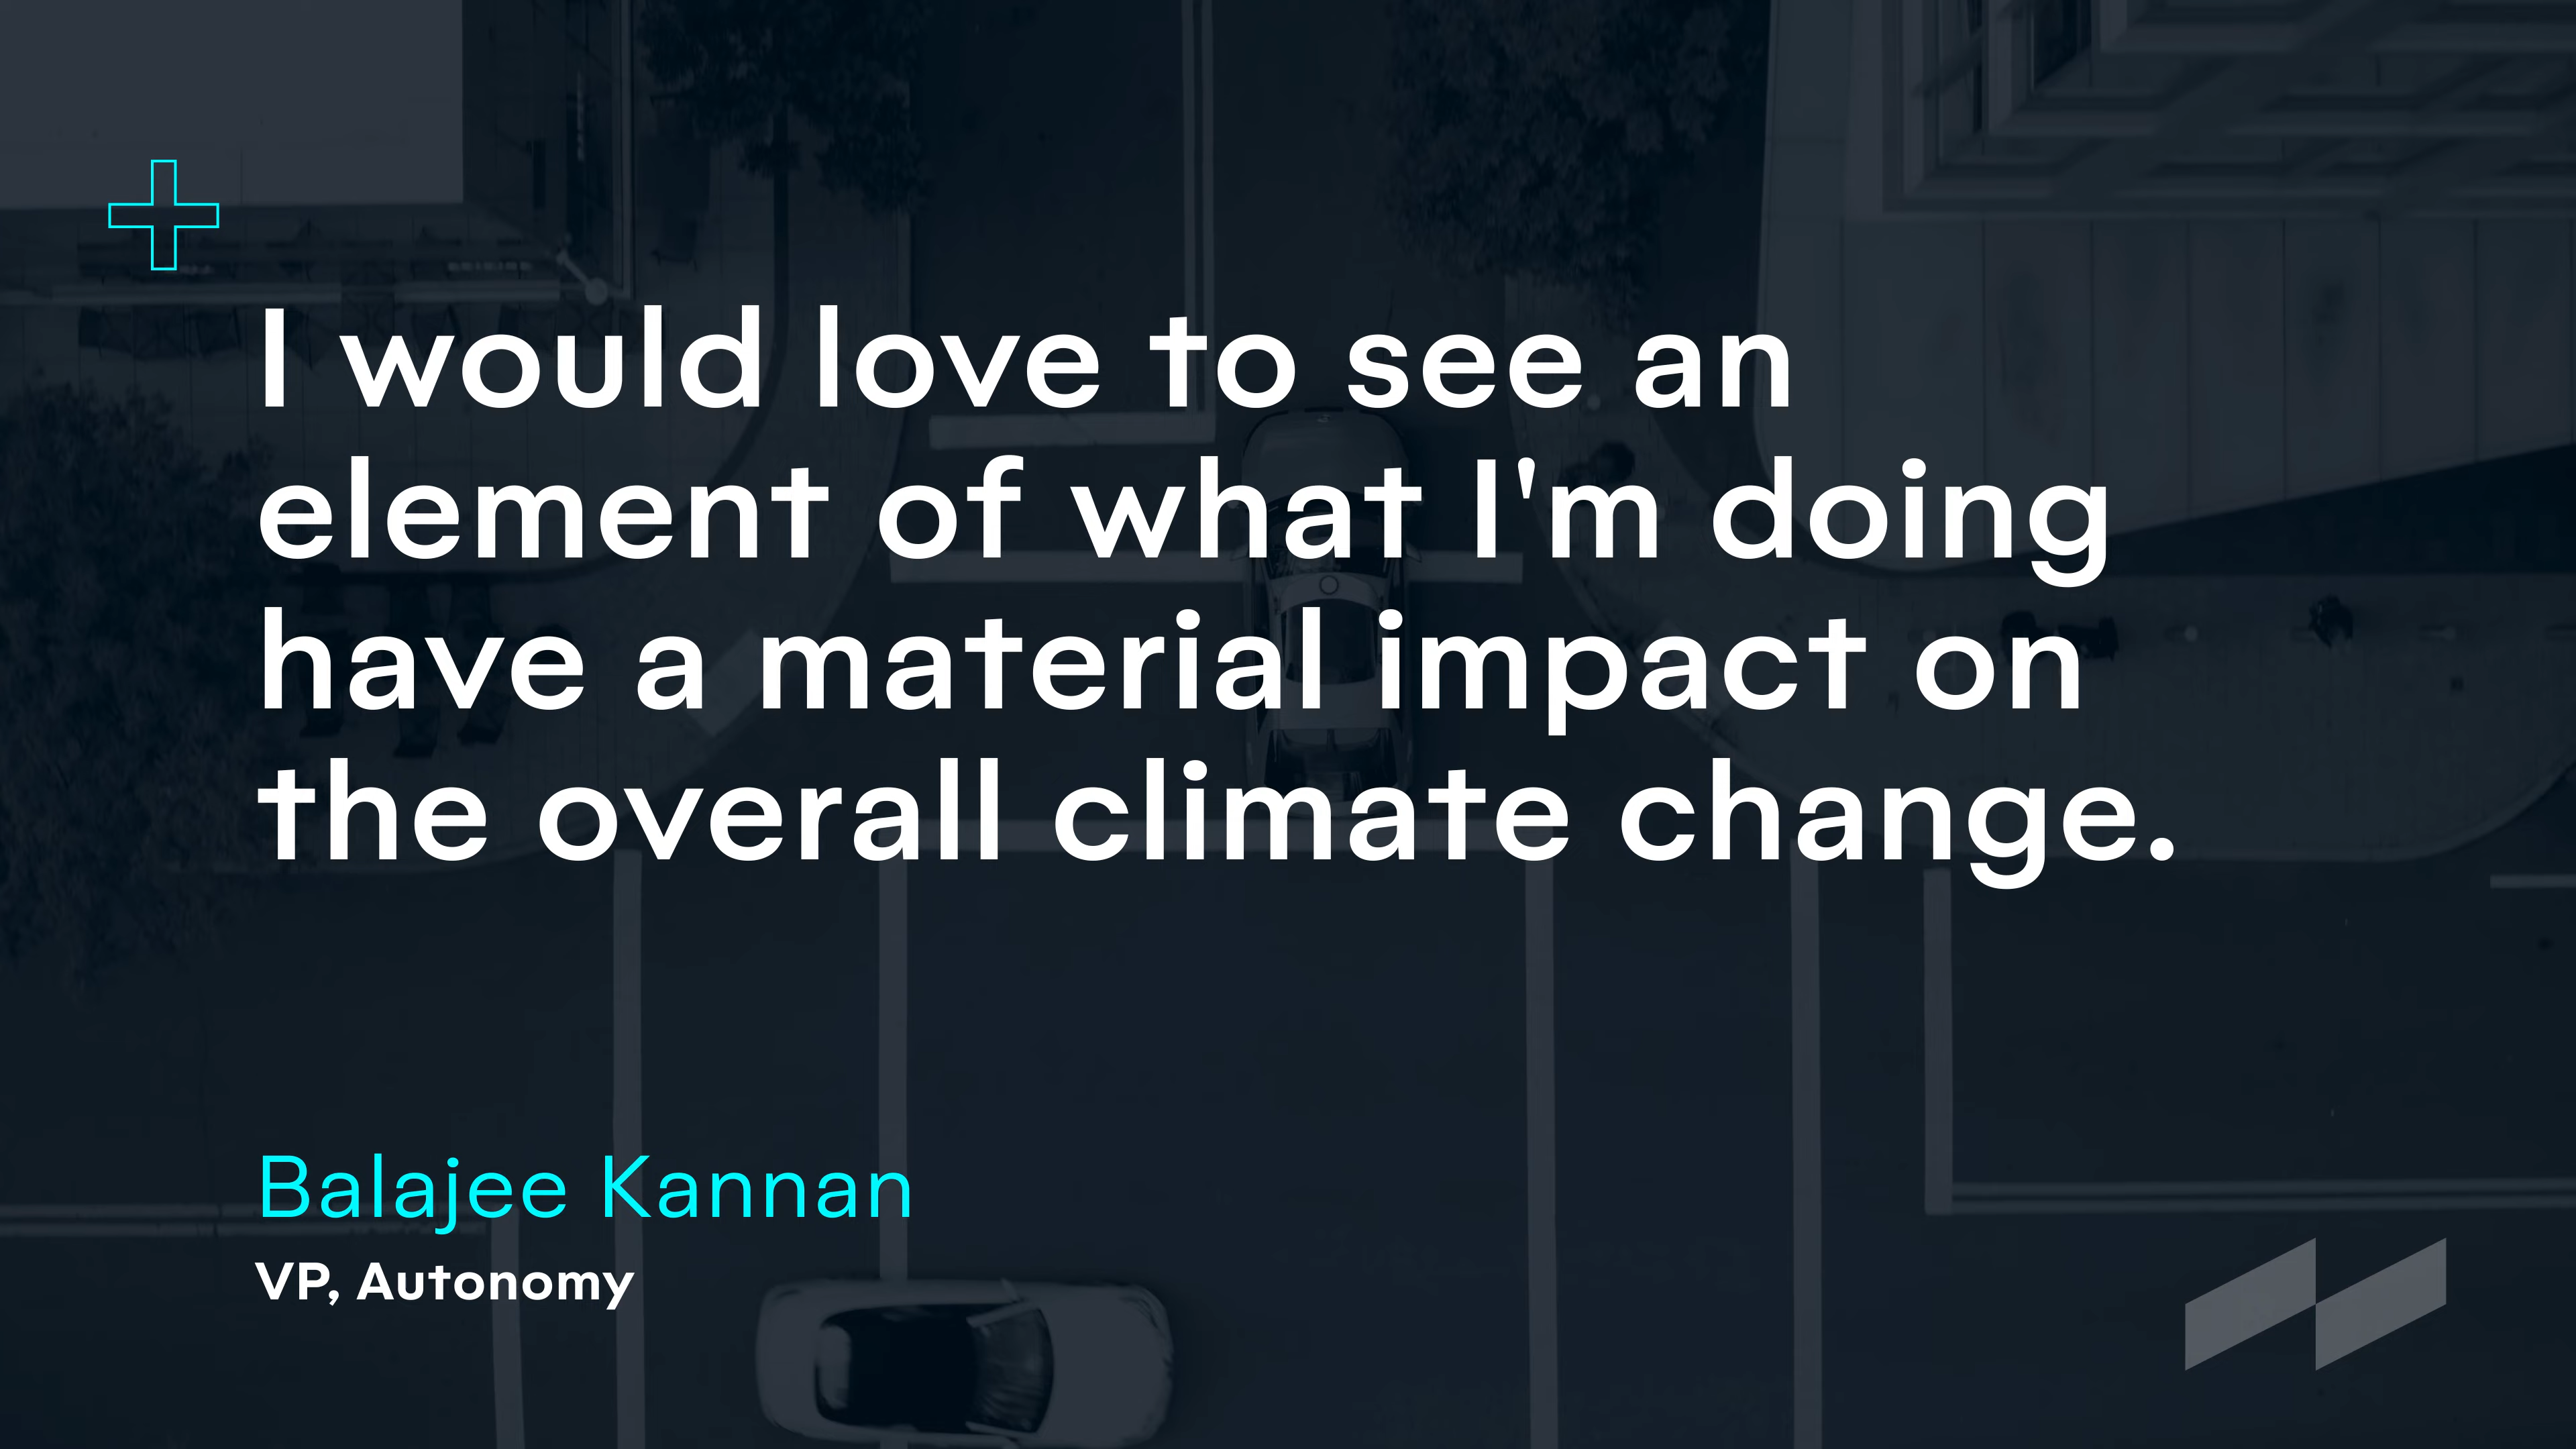 I would love to see an
element of what I'm doing
have a material impact on
the overall climate change.
Balajee Kannan
VP, Autonomy